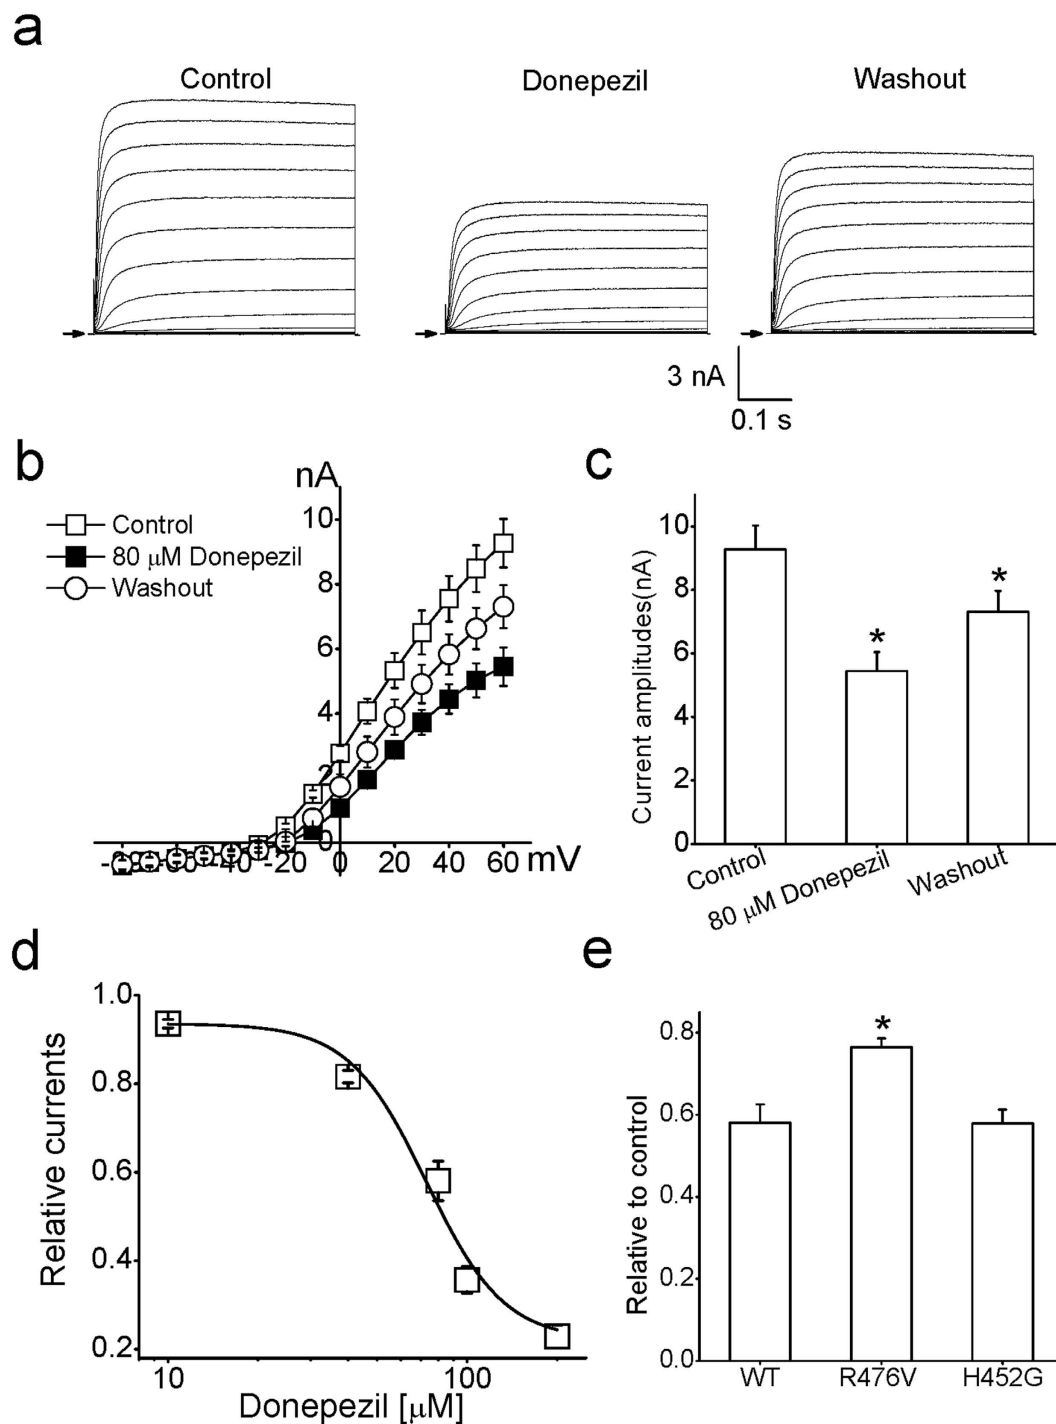 a
Control
Donepezil
Washout
3 nA
0.1 s
b
nA
Control
80 μM Donepezil
Washout
10
8
6
4
2
0
-20 0 20 40 60 mV
c
Current amplitudes(nA)
10
8
6
4
2
0
Control
80 μM Donepezil
Washout
*
*
d
Relative currents
1.0
0.8
0.6
0.4
0.2
10 100
Donepezil [μM]
e
Relative to control
0.8
0.6
0.4
0.2
0.0
*
WT R476V H452G